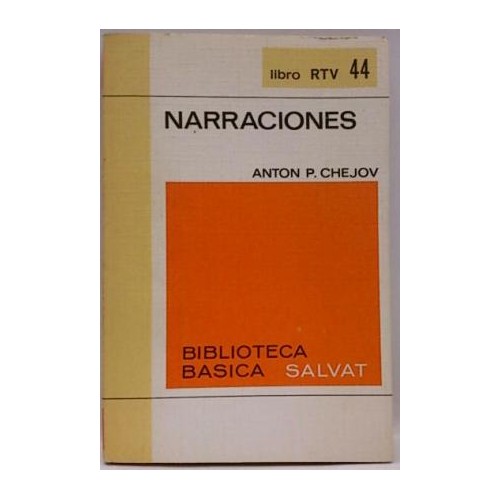 libro RTV 44
NARRACIONES
ANTON P. CHEJOV
BIBLIOTECA
BASICA SALVAT